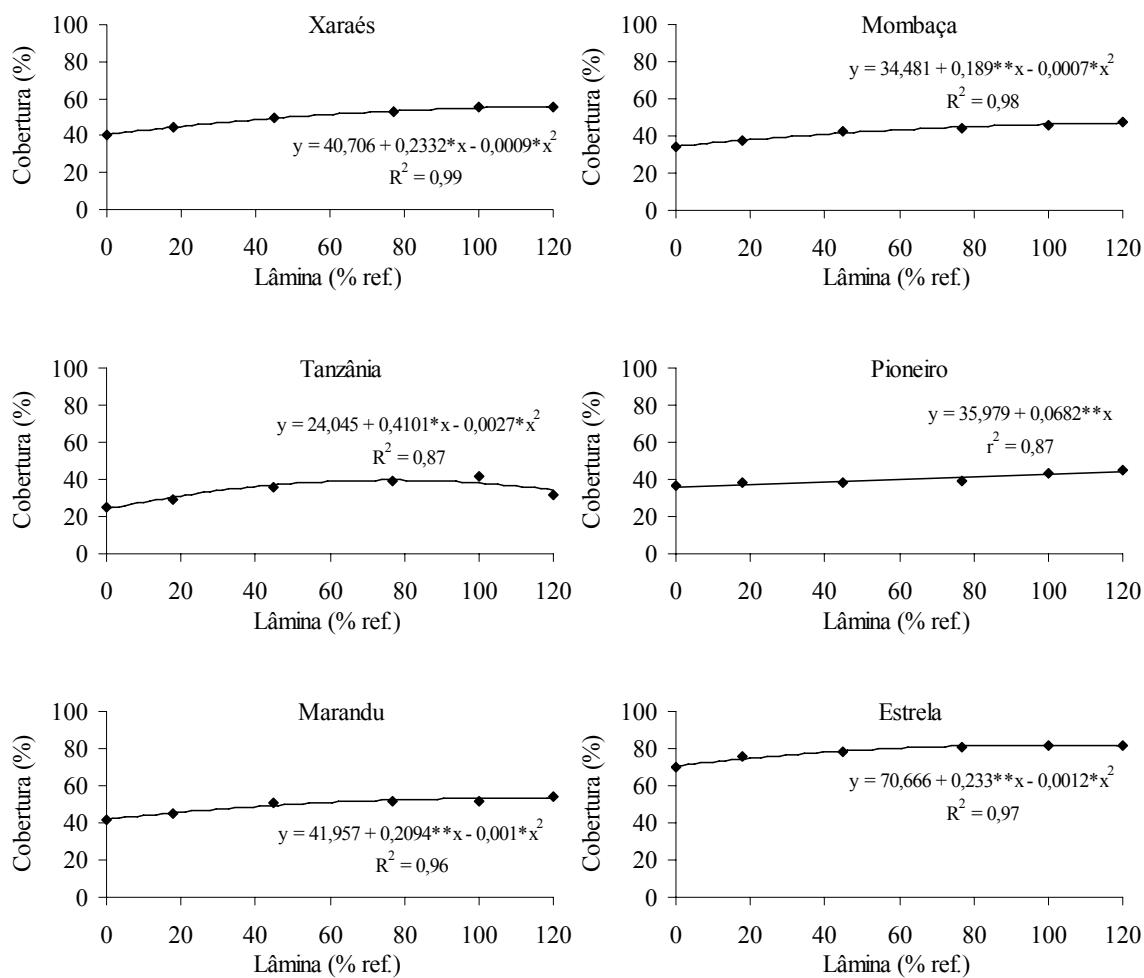 Xaraés
100
80
60
40
20
0
Cobertura (%)
y = 40,706 + 0,2332*x - 0,0009*x²
R² = 0,99
0 20 40 60 80 100 120
Lâmina (% ref.)
Mombaça
100
80
60
40
20
0
Cobertura (%)
y = 34,481 + 0,189**x - 0,0007*x²
R² = 0,98
0 20 40 60 80 100 120
Lâmina (% ref.)
Tanzânia
100
80
60
40
20
0
Cobertura (%)
y = 24,045 + 0,4101*x - 0,0027*x²
R² = 0,87
0 20 40 60 80 100 120
Lâmina (% ref.)
Pioneiro
100
80
60
40
20
0
Cobertura (%)
y = 35,979 + 0,0682**x
r² = 0,87
0 20 40 60 80 100 120
Lâmina (% ref.)
Marandu
100
80
60
40
20
0
Cobertura (%)
y = 41,957 + 0,2094**x - 0,001*x²
R² = 0,96
0 20 40 60 80 100 120
Lâmina (% ref.)
Estrela
100
80
60
40
20
0
Cobertura (%)
y = 70,666 + 0,233**x - 0,0012*x²
R² = 0,97
0 20 40 60 80 100 120
Lâmina (% ref.)